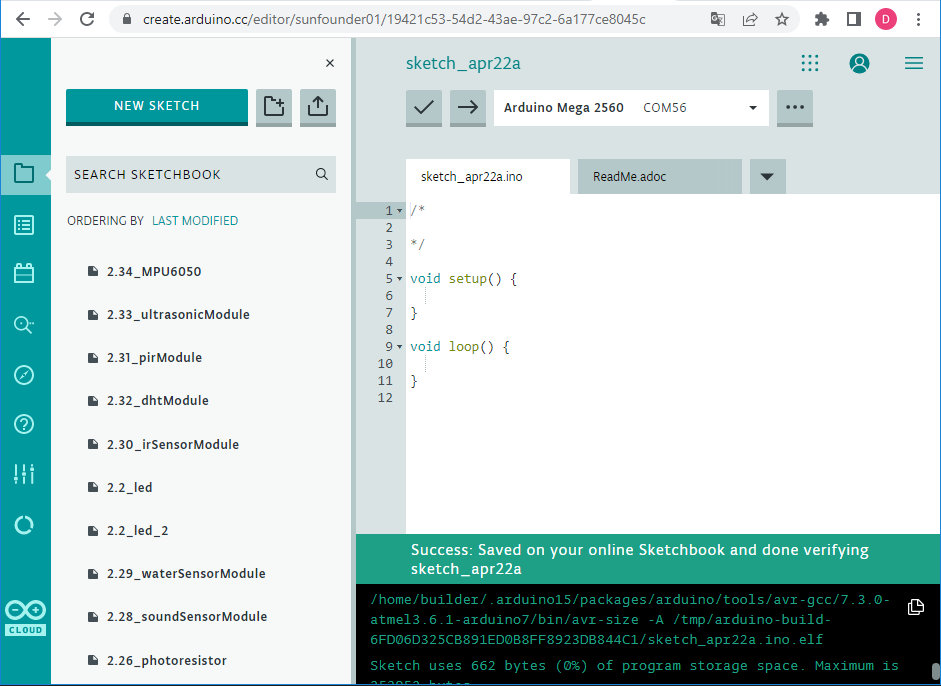 create.arduino.cc/editor/sunfounder01/19421c53-54d2-43ae-97c2-6a177ce8045c
D
NEW SKETCH
SEARCH SKETCHBOOK
ORDERING BY LAST MODIFIED
2.34_MPU6050
2.33_ultrasonicModule
2.31_pirModule
2.32_dhtModule
2.30_irSensorModule
2.2_led
2.2_led_2
2.29_waterSensorModule
2.28_soundSensorModule
2.26_photoresistor
CLOUD
sketch_apr22a
Arduino Mega 2560 COM56
sketch_apr22a.ino ReadMe.adoc
1 /*
2
3 */
4
5 void setup() {
6
7 }
8
9 void loop() {
10
11 }
12
Success: Saved on your online Sketchbook and done verifying
sketch_apr22a
/home/builder/.arduino15/packages/arduino/tools/avr-gcc/7.3.0-
atmel3.6.1-arduino7/bin/avr-size -A /tmp/arduino-build-
6FD06D325CB891ED0B8FF8923DB844C1/sketch_apr22a.ino.elf
Sketch uses 662 bytes (0%) of program storage space. Maximum is